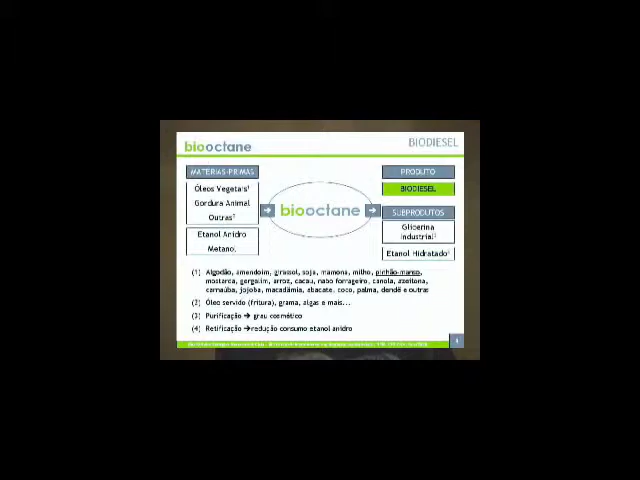 biooctane
BIODIESEL
MATÉRIAS-PRIMAS
Óleos Vegetais¹
Gordura Animal
Outras²
Etanol Anidro
Metanol
biooctane
PRODUTO
BIODIESEL
SUBPRODUTOS
Glicerina
Industrial³
Etanol Hidratado⁴
(1) Algodão, amendoim, girassol, soja, mamona, milho, pinhão-manso,
mostarda, gergelim, arroz, cacau, nabo forrageiro, canola, azeitona,
carnaúba, jojoba, macadâmia, abacate, coco, palma, dendê e outras
(2) Óleo servido (fritura), grama, algas e mais...
(3) Purificação → grau cosmético
(4) Retificação → redução consumo etanol anidro